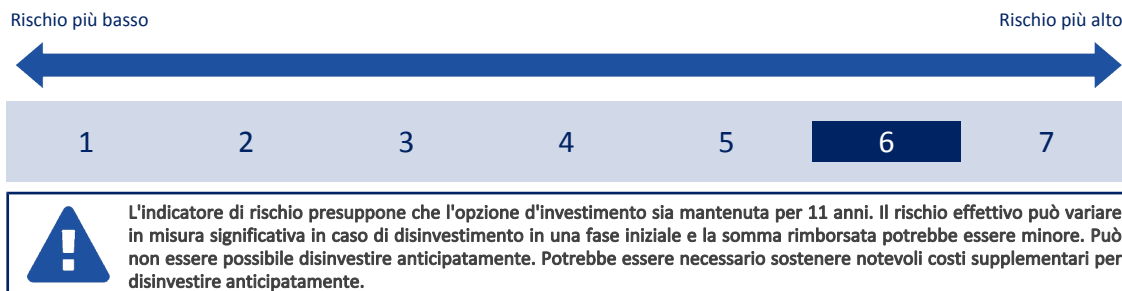 Rischio più basso Rischio più alto
1 2 3 4 5 6 7
L'indicatore di rischio presuppone che l'opzione d'investimento sia mantenuta per 11 anni. Il rischio effettivo può variare
in misura significativa in caso di disinvestimento in una fase iniziale e la somma rimborsata potrebbe essere minore. Può
non essere possibile disinvestire anticipatamente. Potrebbe essere necessario sostenere notevoli costi supplementari per
disinvestire anticipatamente.